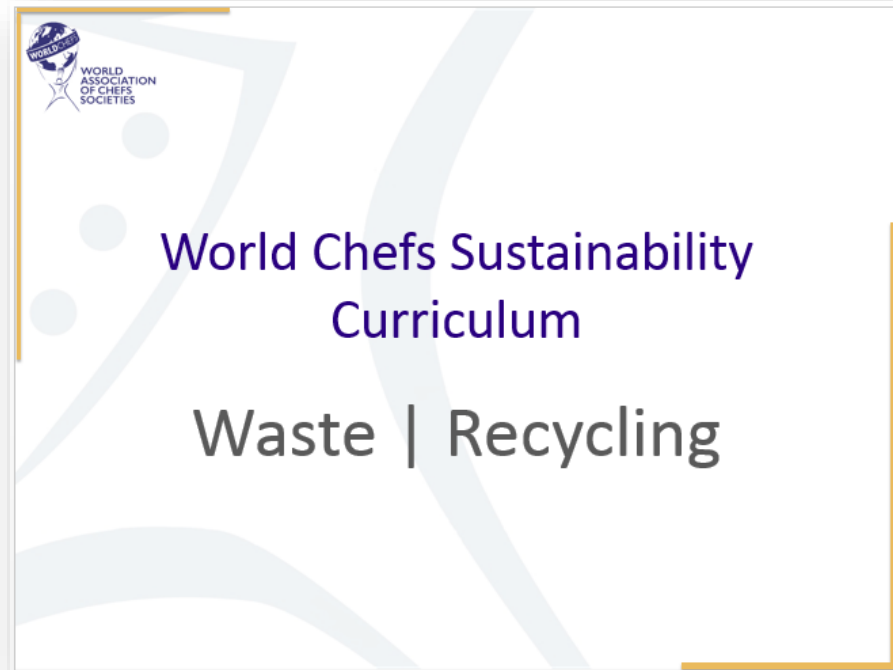 WORLDCHEFS
WORLD
ASSOCIATION
OF CHEFS
SOCIETIES
World Chefs Sustainability
Curriculum
Waste | Recycling